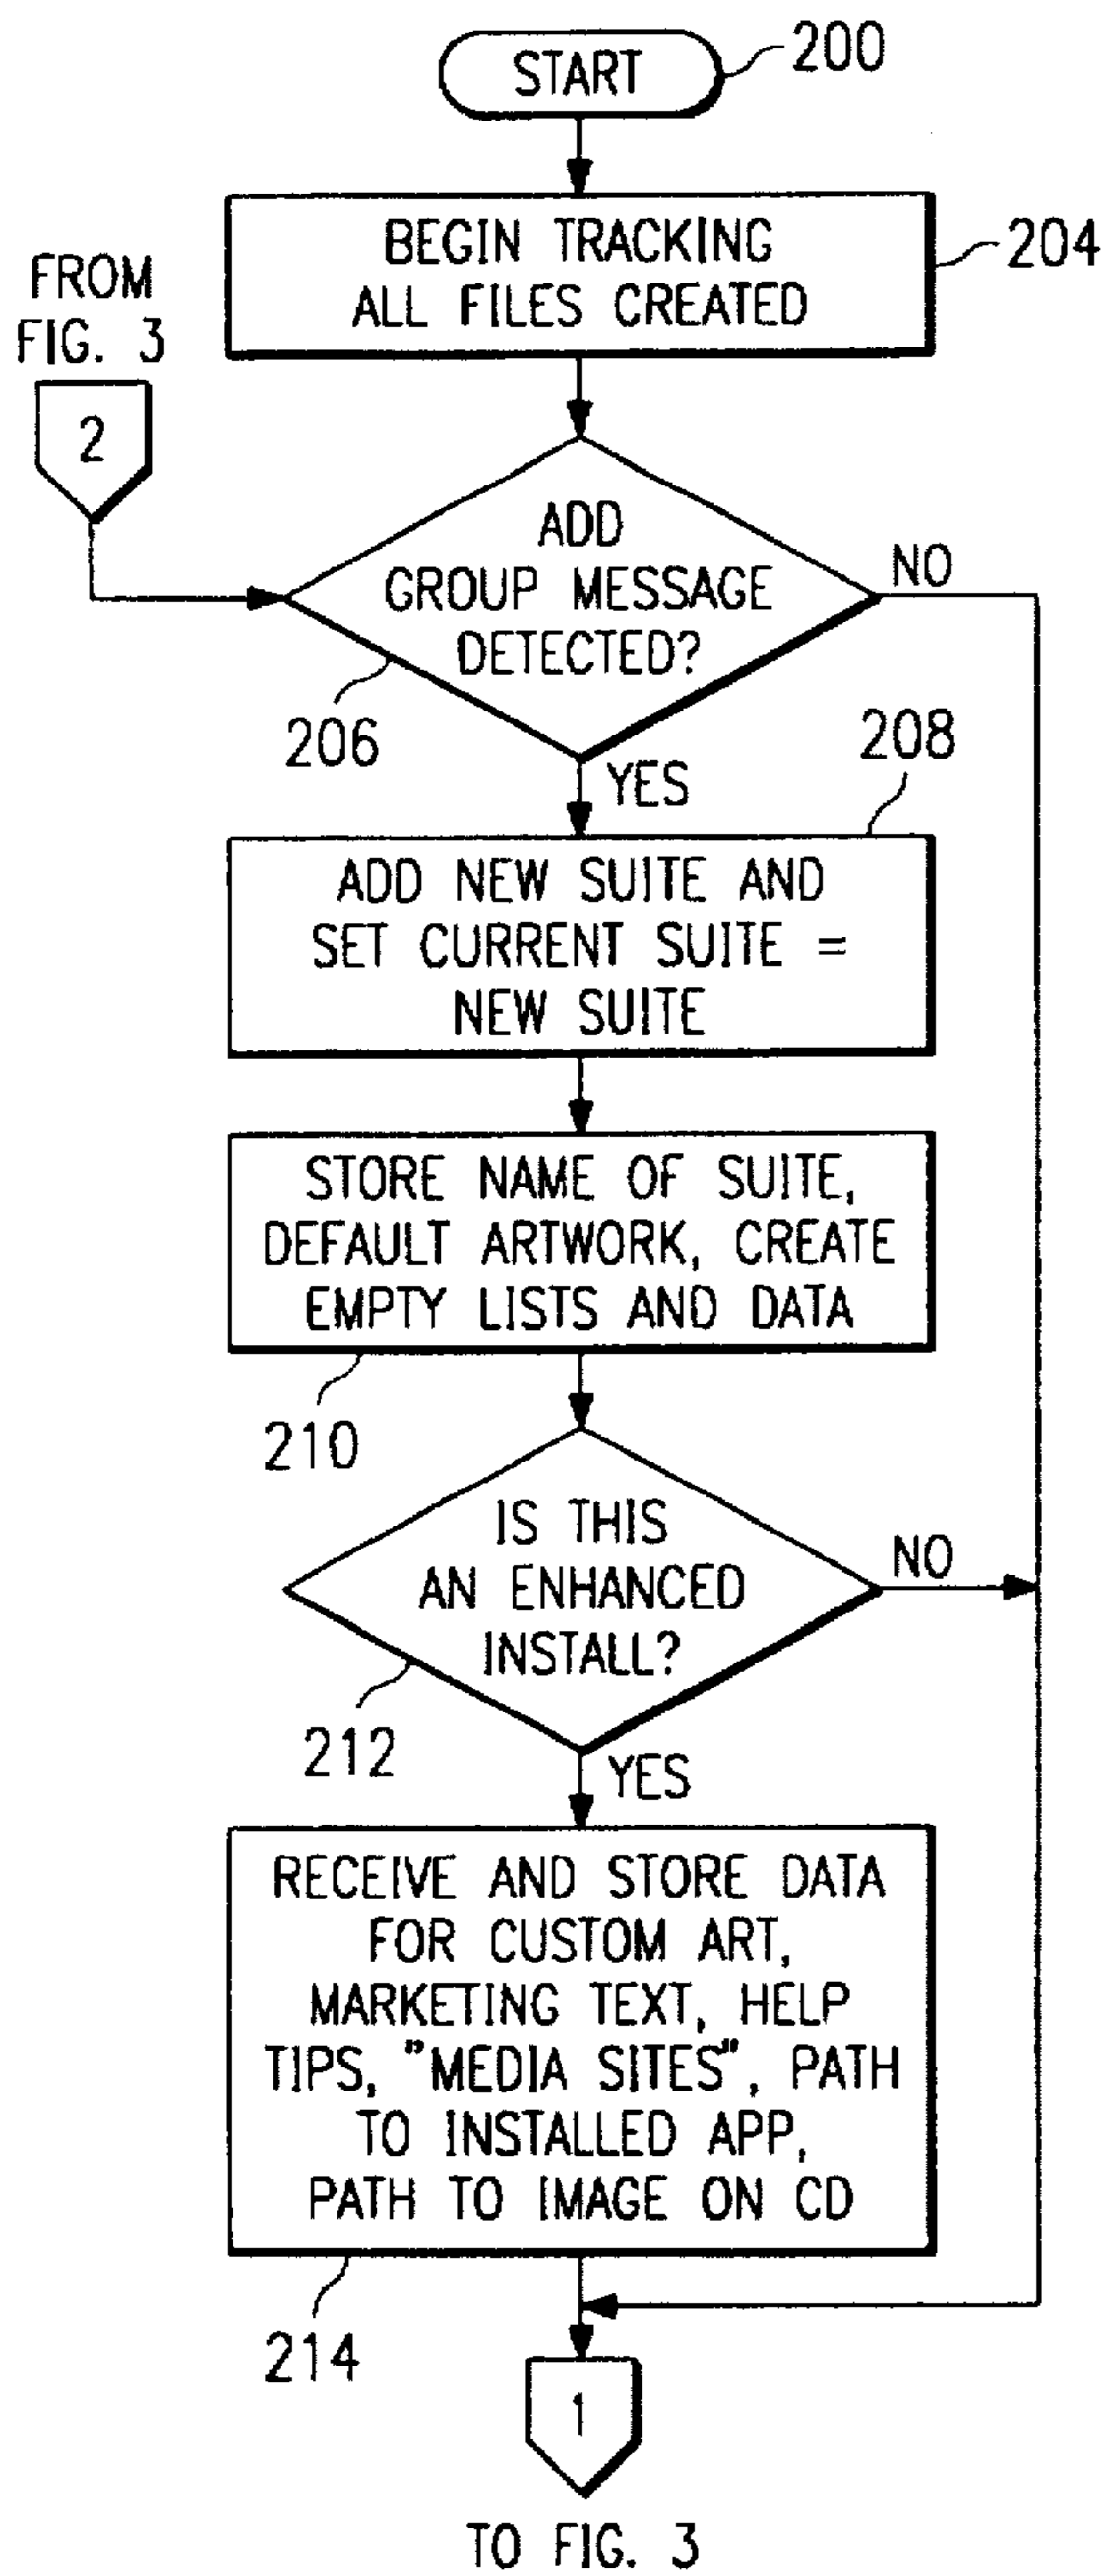 START
200
BEGIN TRACKING
ALL FILES CREATED
204
FROM
FIG. 3
2
ADD
GROUP MESSAGE
DETECTED?
NO
206
YES
208
ADD NEW SUITE AND
SET CURRENT SUITE =
NEW SUITE
STORE NAME OF SUITE,
DEFAULT ARTWORK, CREATE
EMPTY LISTS AND DATA
210
IS THIS
AN ENHANCED
INSTALL?
NO
212
YES
RECEIVE AND STORE DATA
FOR CUSTOM ART,
MARKETING TEXT, HELP
TIPS, "MEDIA SITES", PATH
TO INSTALLED APP,
PATH TO IMAGE ON CD
214
1
TO FIG. 3